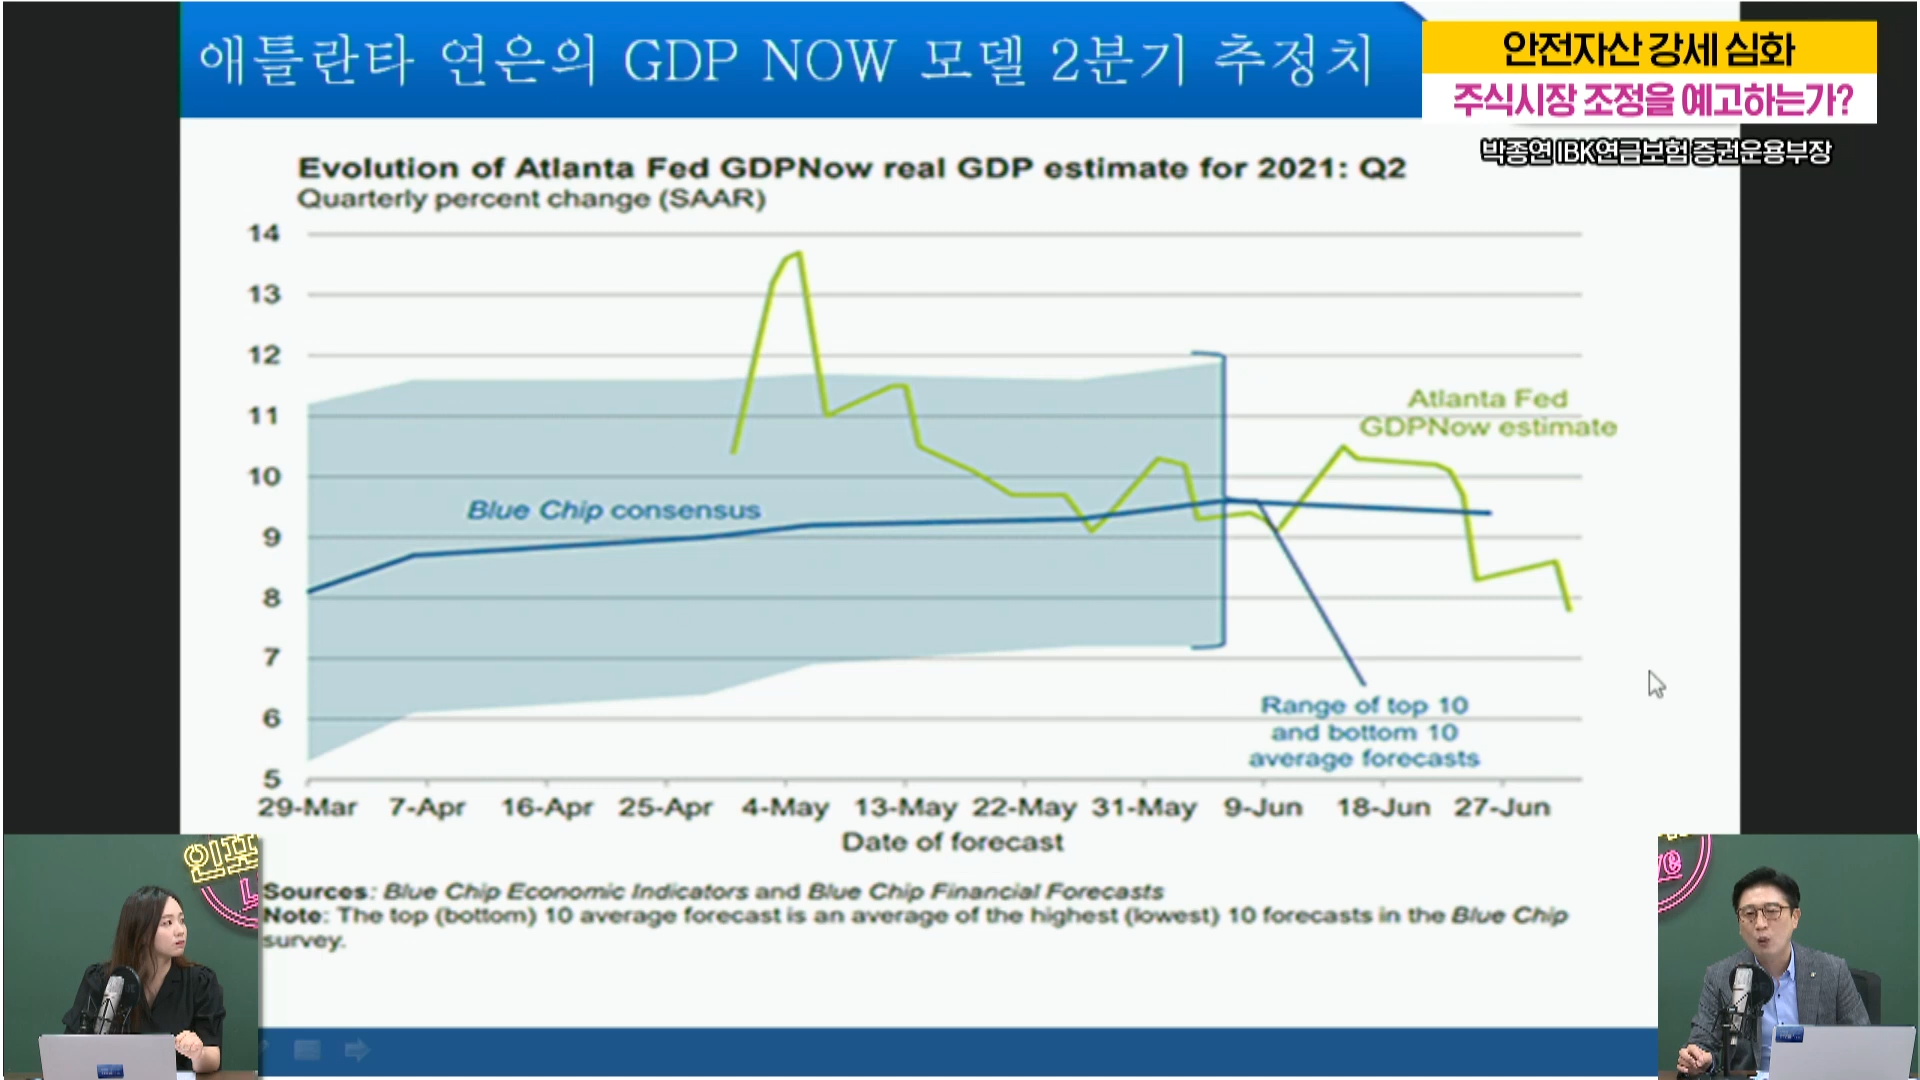 애틀란타 연은의 GDP NOW 모델 2분기 추정치
안전자산 강세 심화
주식시장 조정을 예고하는가?
박종연 IBK연금보험 증권운용부장
Evolution of Atlanta Fed GDPNow real GDP estimate for 2021: Q2
Quarterly percent change (SAAR)
14
13
12
11
10
9
8
7
6
5
Atlanta Fed
GDPNow estimate
Blue Chip consensus
Range of top 10
and bottom 10
average forecasts
29-Mar 7-Apr 16-Apr 25-Apr 4-May 13-May 22-May 31-May 9-Jun 18-Jun 27-Jun
Date of forecast
Sources: Blue Chip Economic Indicators and Blue Chip Financial Forecasts
Note: The top (bottom) 10 average forecast is an average of the highest (lowest) 10 forecasts in the Blue Chip
survey.